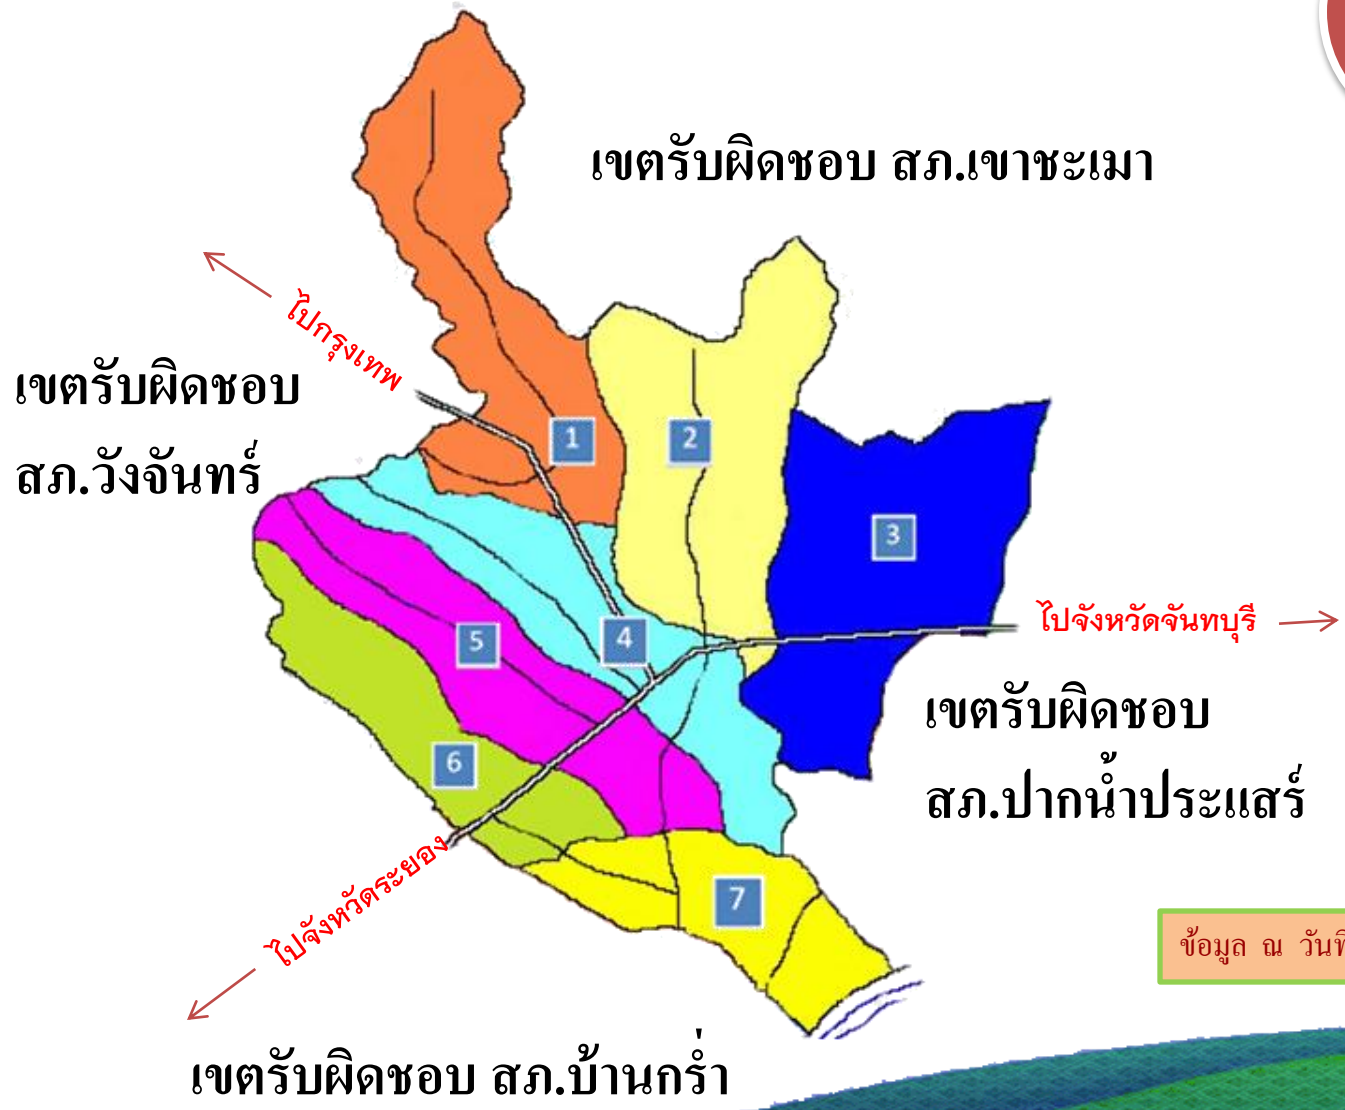 เขตรับผิดชอบ สภ.เขาชะเมา
ไปกรุงเทพ
เขตรับผิดชอบ
สภ.วังจันทร์
1
2
3
ไปจังหวัดจันทบุรี
4
5
เขตรับผิดชอบ
สภ.ปากน้ำประแสร์
6
ไปจังหวัดระยอง
7
ข้อมูล ณ วันที่
เขตรับผิดชอบ สภ.บ้านกร่ำ